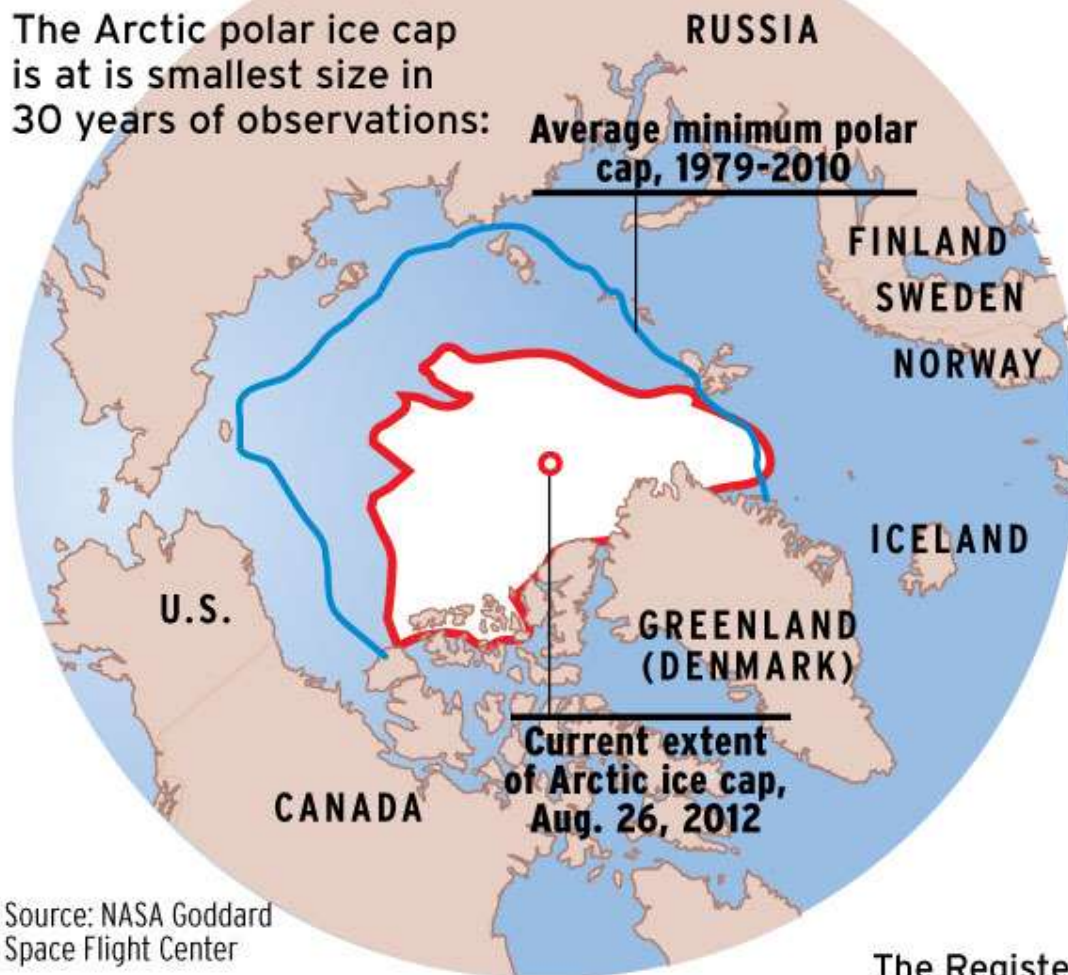 The Arctic polar ice cap
is at is smallest size in
30 years of observations:
RUSSIA
Average minimum polar
cap, 1979-2010
FINLAND
SWEDEN
NORWAY
ICELAND
U.S.
GREENLAND
(DENMARK)
Current extent
of Arctic ice cap,
Aug. 26, 2012
CANADA
Source: NASA Goddard
Space Flight Center
The Registe